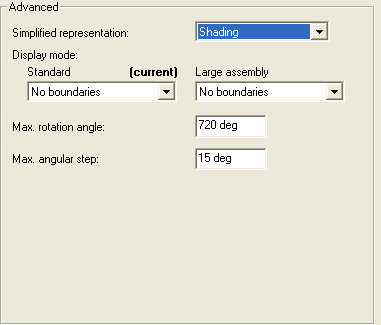 Advanced
Simplified representation: Shading
Display mode:
Standard (current) Large assembly
No boundaries No boundaries
Max. rotation angle: 720 deg
Max. angular step: 15 deg